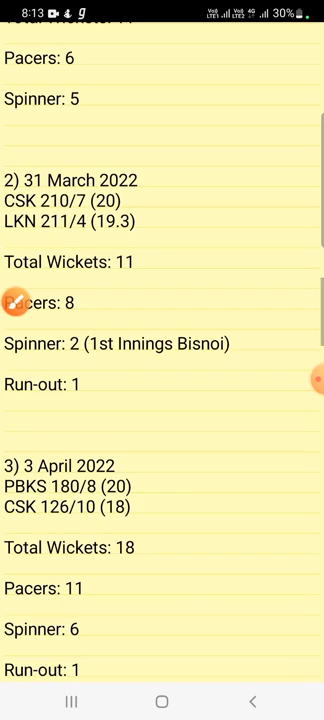 8:13
30%
Pacers: 6
Spinner: 5
2) 31 March 2022
CSK 210/7 (20)
LKN 211/4 (19.3)
Total Wickets: 11
Pacers: 8
Spinner: 2 (1st Innings Bisnoi)
Run-out: 1
3) 3 April 2022
PBKS 180/8 (20)
CSK 126/10 (18)
Total Wickets: 18
Pacers: 11
Spinner: 6
Run-out: 1